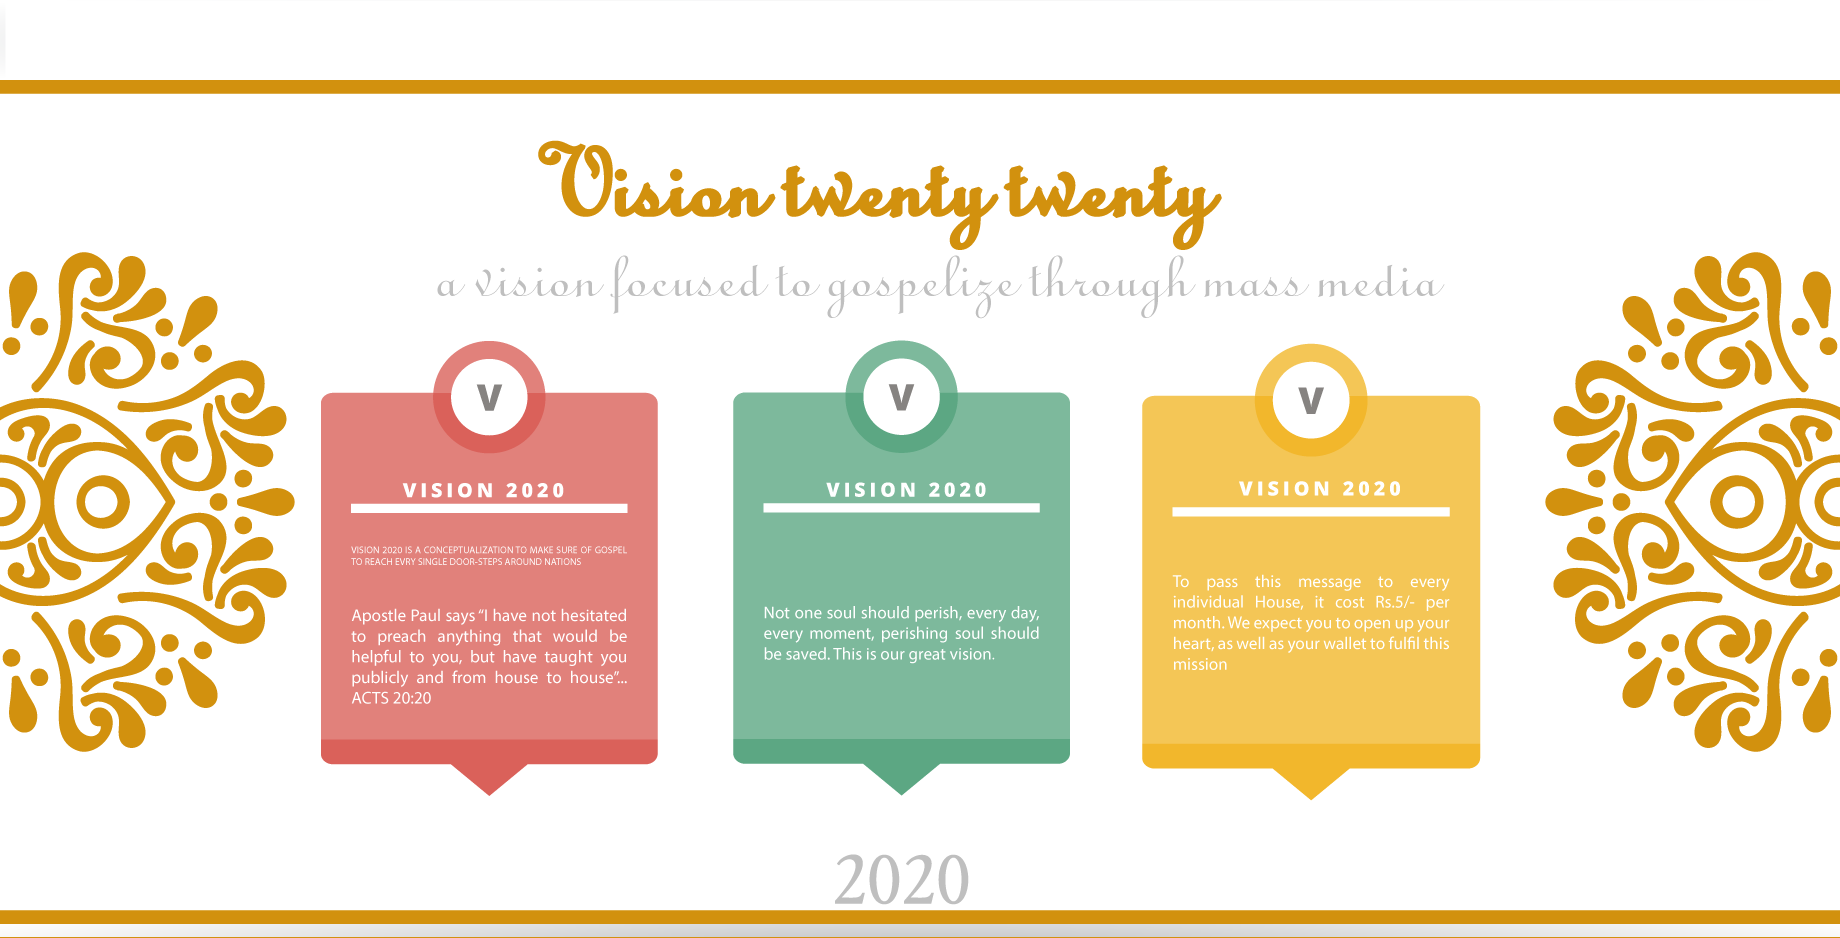 Vision twenty twenty
a vision focused to gospelize through mass media
V
VISION 2020
VISION 2020 IS A CONCEPTUALIZATION TO MAKE SURE OF GOSPEL
TO REACH EVRY SINGLE DOOR-STEPS AROUND NATIONS
Apostle Paul says “I have not hesitated
to preach anything that would be
helpful to you, but have taught you
publicly and from house to house”...
ACTS 20:20
V
VISION 2020
Not one soul should perish, every day,
every moment, perishing soul should
be saved. This is our great vision.
V
VISION 2020
To pass this message to every
individual House, it cost Rs.5/- per
month. We expect you to open up your
heart, as well as your wallet to fulfil this
mission
2020